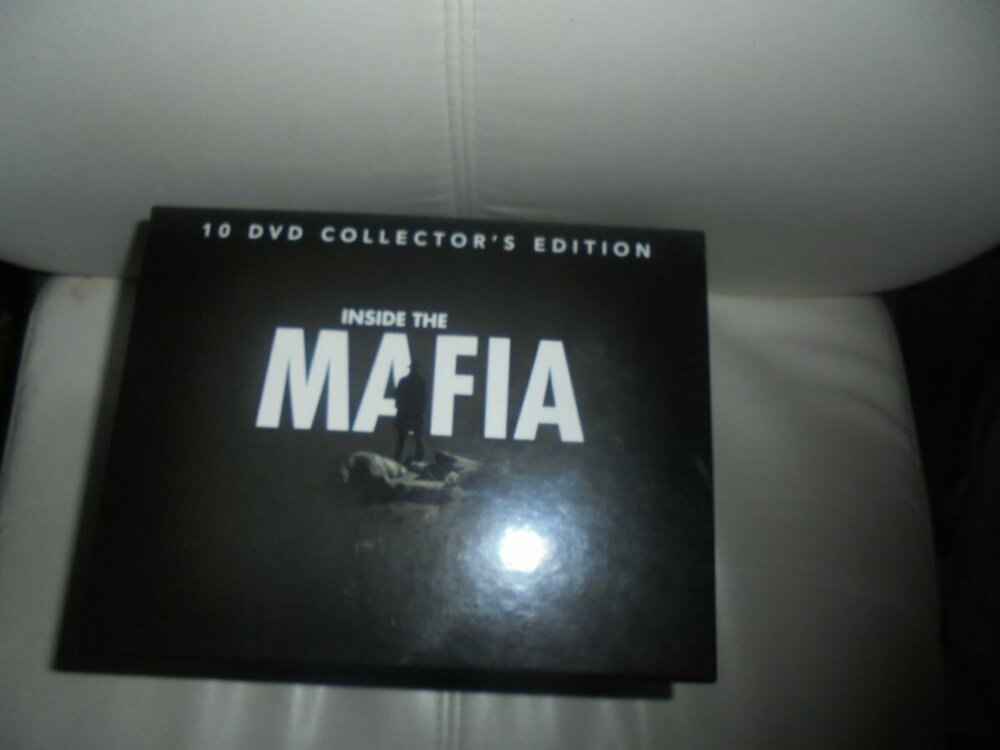 10 DVD COLLECTOR'S EDITION
INSIDE THE
MAFIA